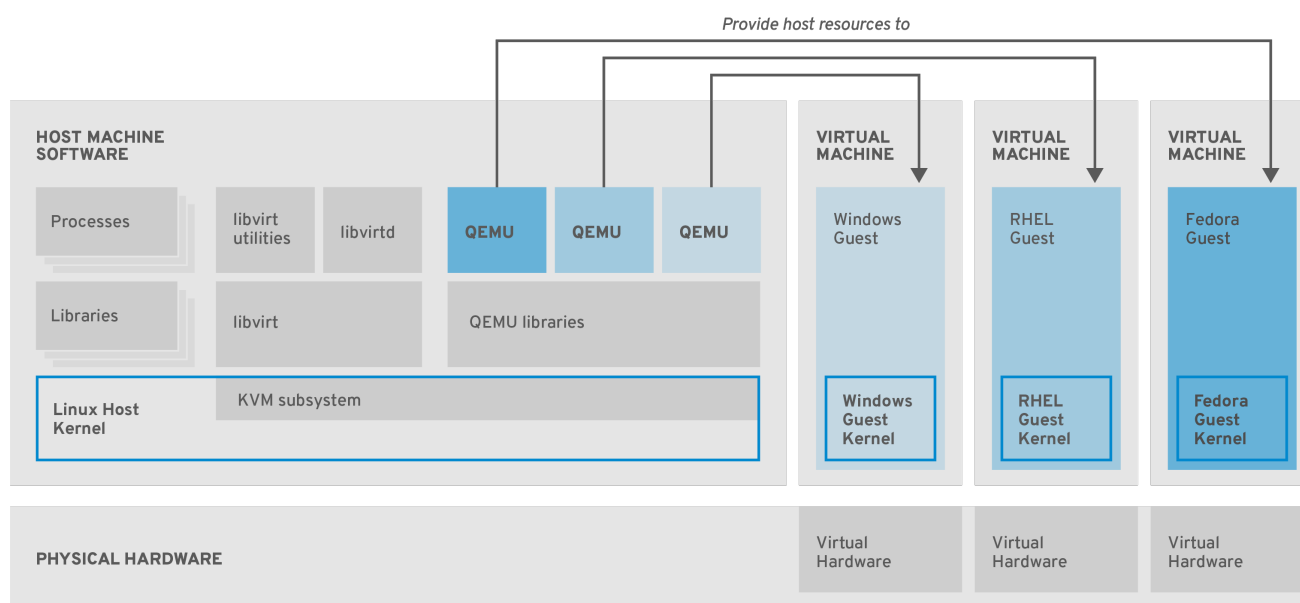 Provide host resources to
HOST MACHINE
SOFTWARE
VIRTUAL
MACHINE
VIRTUAL
MACHINE
VIRTUAL
MACHINE
Processes
libvirt
utilities
libvirtd
QEMU
QEMU
QEMU
Windows
Guest
RHEL
Guest
Fedora
Guest
Libraries
libvirt
QEMU libraries
Linux Host
Kernel
KVM subsystem
Windows
Guest
Kernel
RHEL
Guest
Kernel
Fedora
Guest
Kernel
PHYSICAL HARDWARE
Virtual
Hardware
Virtual
Hardware
Virtual
Hardware